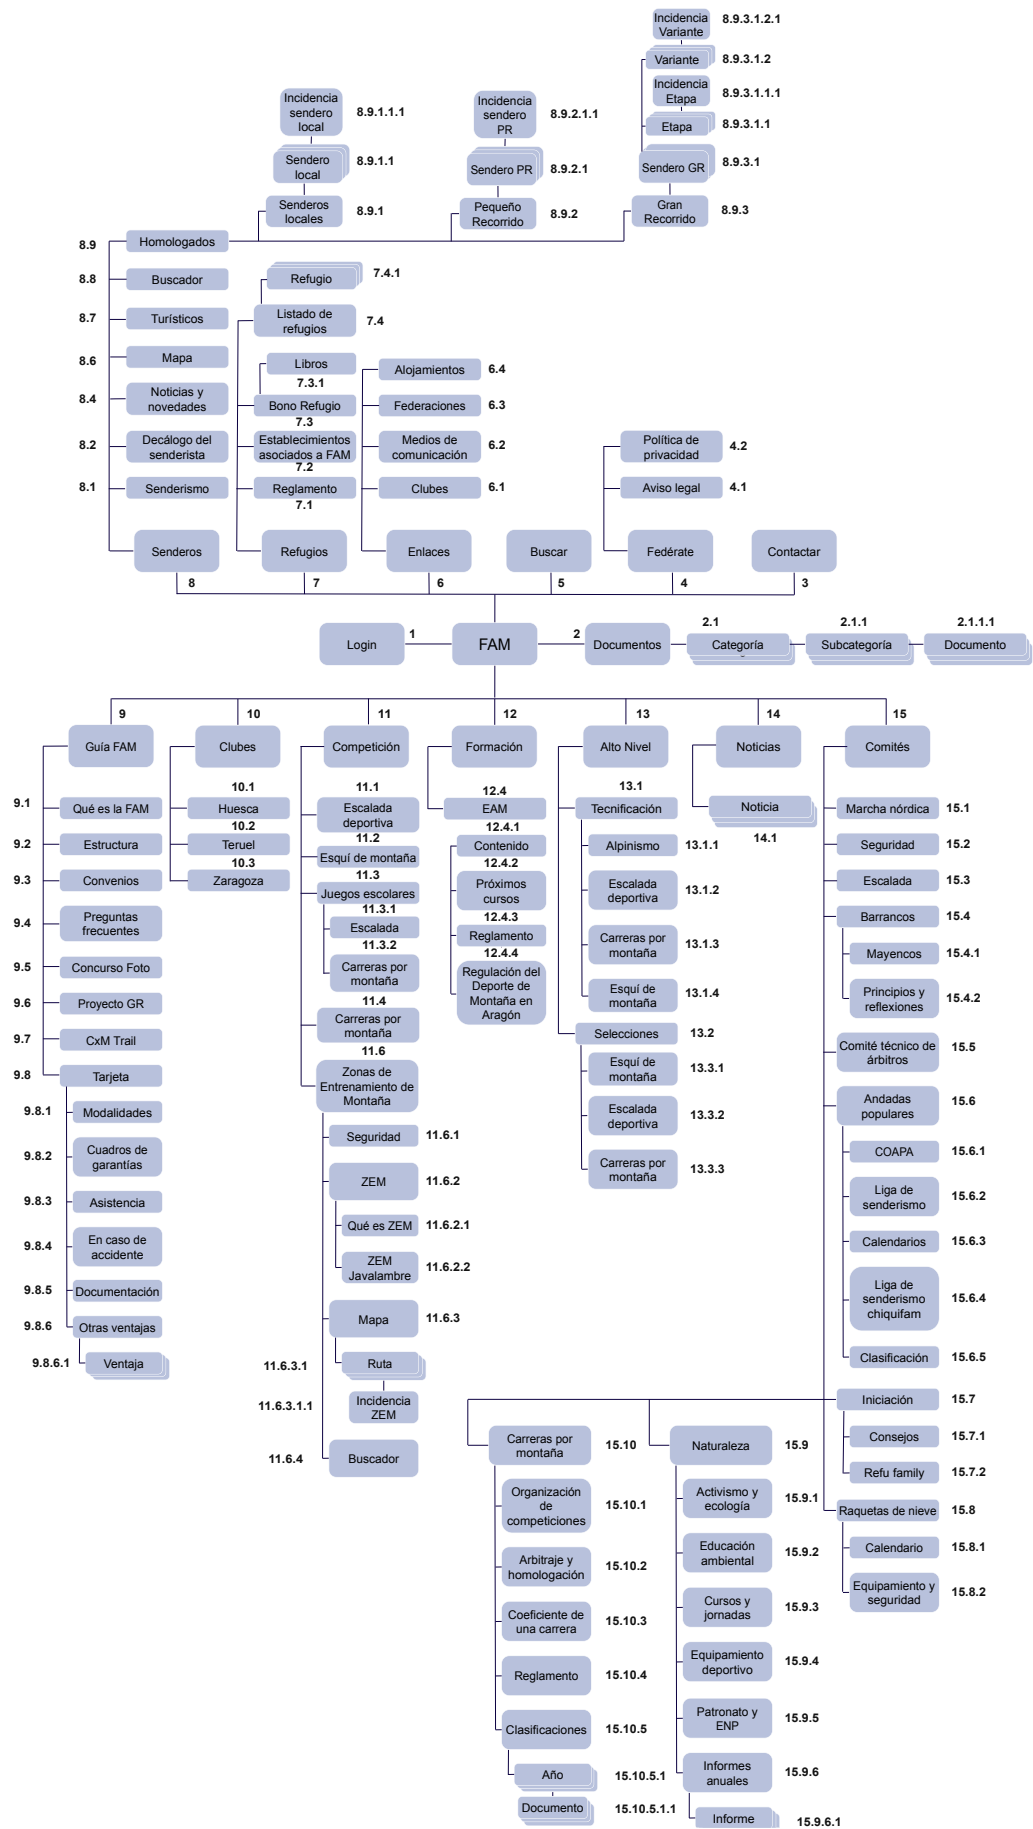 Incidencia
Variante
8.9.3.1.2.1
Variante
8.9.3.1.2
Incidencia
Etapa
8.9.3.1.1.1
Etapa
8.9.3.1.1
Sendero GR
8.9.3.1
Gran
Recorrido
8.9.3
Incidencia
sendero
PR
8.9.2.1.1
Sendero PR
8.9.2.1
Pequeño
Recorrido
8.9.2
Incidencia
sendero
local
8.9.1.1.1
Sendero
local
8.9.1.1
Senderos
locales
8.9.1
8.9
Homologados
8.8
Buscador
8.7
Turísticos
8.6
Mapa
8.4
Noticias y
novedades
8.2
Decálogo del
senderista
8.1
Senderismo
Senderos
8
Refugio
7.4.1
Listado de
refugios
7.4
Libros
7.3.1
Bono Refugio
7.3
Establecimientos
asociados a FAM
7.2
Reglamento
7.1
Refugios
7
Alojamientos
6.4
Federaciones
6.3
Medios de
comunicación
6.2
Clubes
6.1
Enlaces
6
Buscar
5
Política de
privacidad
4.2
Aviso legal
4.1
Fedérate
4
Contactar
3
Login
1
FAM
2
Documentos
2.1
Categoría
2.1.1
Subcategoría
2.1.1.1
Documento
9
Guía FAM
9.1
Qué es la FAM
9.2
Estructura
9.3
Convenios
9.4
Preguntas
frecuentes
9.5
Concurso Foto
9.6
Proyecto GR
9.7
CxM Trail
9.8
Tarjeta
9.8.1
Modalidades
9.8.2
Cuadros de
garantías
9.8.3
Asistencia
9.8.4
En caso de
accidente
9.8.5
Documentación
9.8.6
Otras ventajas
9.8.6.1
Ventaja
10
Clubes
10.1
Huesca
10.2
Teruel
10.3
Zaragoza
11
Competición
11.1
Escalada
deportiva
11.2
Esquí de montaña
11.3
Juegos escolares
11.3.1
Escalada
11.3.2
Carreras por
montaña
11.4
Carreras por
montaña
11.6
Zonas de
Entrenamiento de
Montaña
Seguridad
11.6.1
ZEM
11.6.2
Qué es ZEM
11.6.2.1
ZEM
Javalambre
11.6.2.2
Mapa
11.6.3
11.6.3.1
Ruta
11.6.3.1.1
Incidencia
ZEM
11.6.4
Buscador
12
Formación
12.4
EAM
12.4.1
Contenido
12.4.2
Próximos
cursos
12.4.3
Reglamento
12.4.4
Regulación del
Deporte de
Montaña en
Aragón
13
Alto Nivel
13.1
Tecnificación
Alpinismo
13.1.1
Escalada
deportiva
13.1.2
Carreras por
montaña
13.1.3
Esquí de
montaña
13.1.4
Selecciones
13.2
Esquí de
montaña
13.3.1
Escalada
deportiva
13.3.2
Carreras por
montaña
13.3.3
14
Noticias
Noticia
14.1
15
Comités
Marcha nórdica
15.1
Seguridad
15.2
Escalada
15.3
Barrancos
15.4
Mayencos
15.4.1
Principios y
reflexiones
15.4.2
Comité técnico de
árbitros
15.5
Andadas
populares
15.6
COAPA
15.6.1
Liga de
senderismo
15.6.2
Calendarios
15.6.3
Liga de
senderismo
chiquifam
15.6.4
Clasificación
15.6.5
Iniciación
15.7
Consejos
15.7.1
Refu family
15.7.2
Raquetas de nieve
15.8
Calendario
15.8.1
Equipamiento y
seguridad
15.8.2
Naturaleza
15.9
Activismo y
ecología
15.9.1
Educación
ambiental
15.9.2
Cursos y
jornadas
15.9.3
Equipamiento
deportivo
15.9.4
Patronato y
ENP
15.9.5
Informes
anuales
15.9.6
Informe
15.9.6.1
Carreras por
montaña
15.10
Organización
de
competiciones
15.10.1
Arbitraje y
homologación
15.10.2
Coeficiente de
una carrera
15.10.3
Reglamento
15.10.4
Clasificaciones
15.10.5
Año
15.10.5.1
Documento
15.10.5.1.1